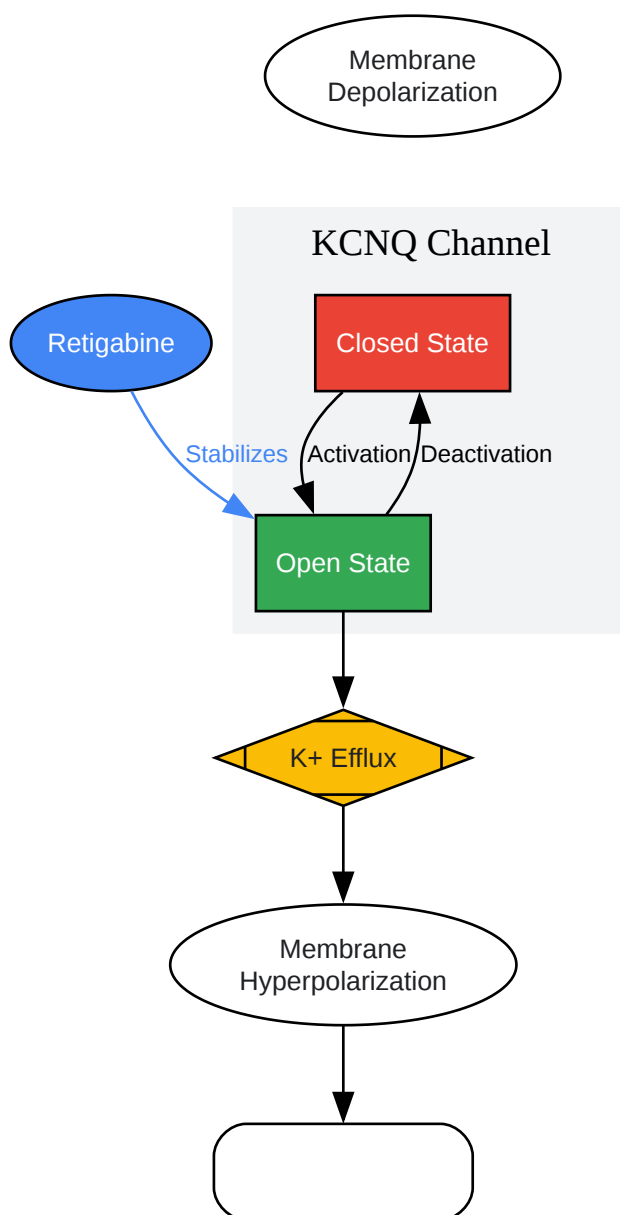 Membrane
Depolarization
KCNQ Channel
Retigabine
Closed State
Stabilizes
Activation
Deactivation
Open State
K+ Efflux
Membrane
Hyperpolarization